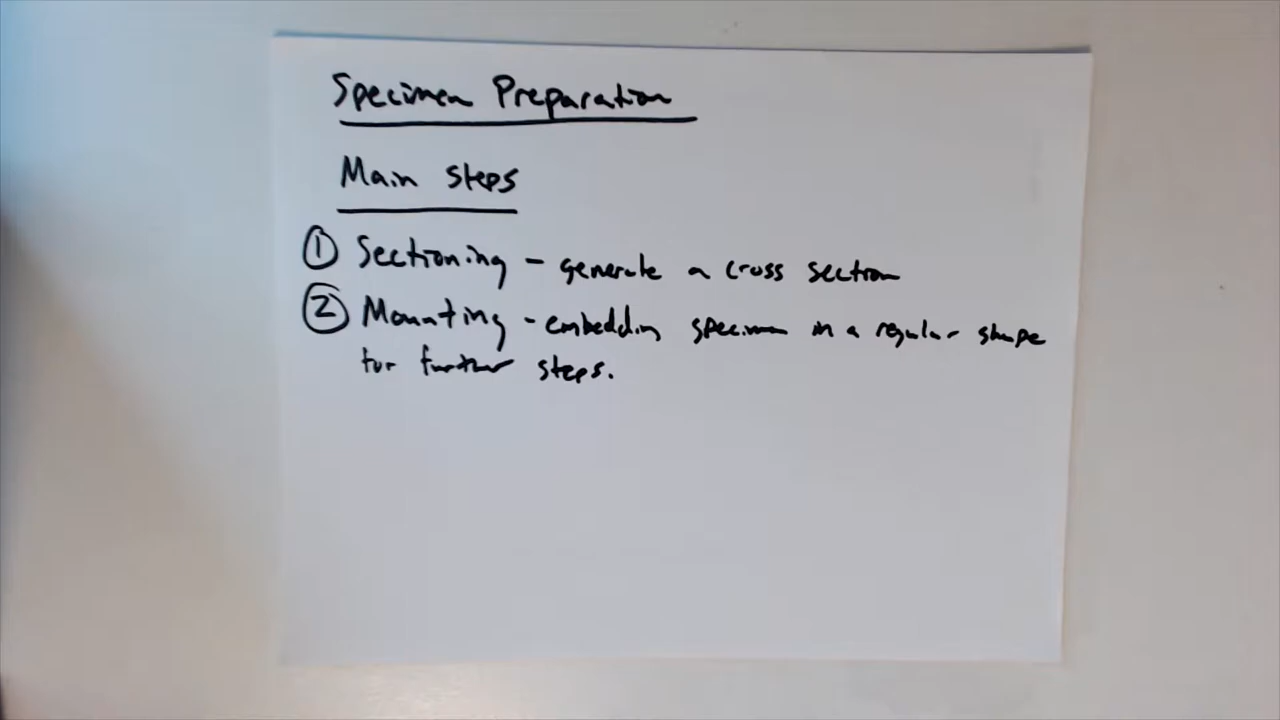 Specimen Preparation
Main Steps
① Sectioning - generate a cross section
② Mounting - embedding specimen in a regular shape
for further steps.